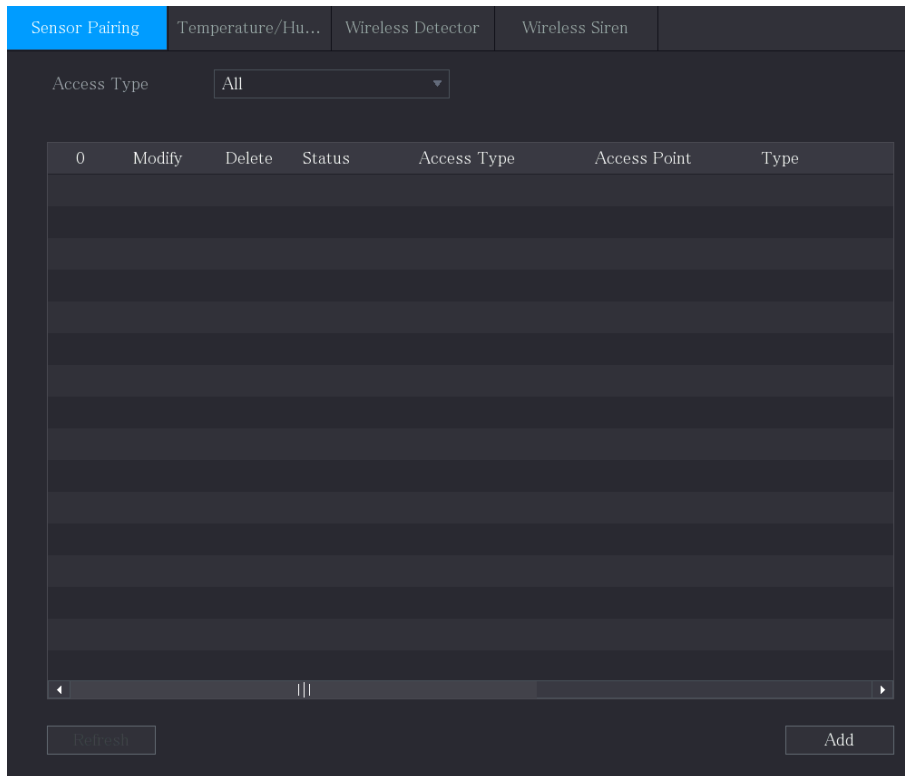 Sensor Pairing Temperature/Hu... Wireless Detector Wireless Siren
Access Type All
0 Modify Delete Status Access Type Access Point Type
Refresh Add